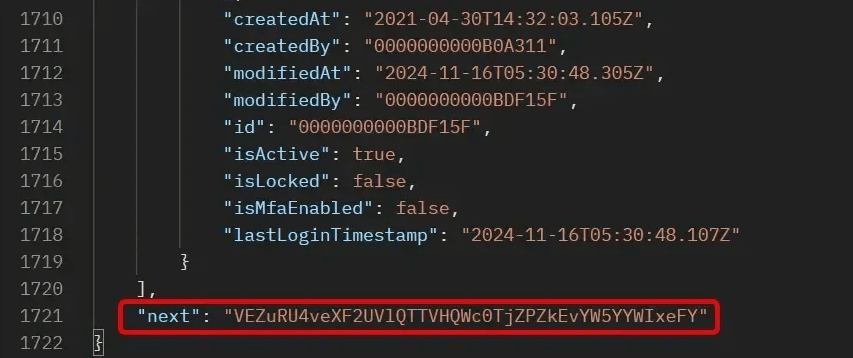 1710 "createdAt": "2021-04-30T14:32:03.105Z",
1711 "createdBy": "0000000000B0A311",
1712 "modifiedAt": "2024-11-16T05:30:48.305Z",
1713 "modifiedBy": "0000000000BDF15F",
1714 "id": "0000000000BDF15F",
1715 "isActive": true,
1716 "isLocked": false,
1717 "isMfaEnabled": false,
1718 "lastLoginTimestamp": "2024-11-16T05:30:48.107Z"
1719 }
1720 ],
1721 "next": "VEZuRU4veXF2UVlQTTVHQWc0TjZPZkEvYW5YYWIxeFY"
1722 }